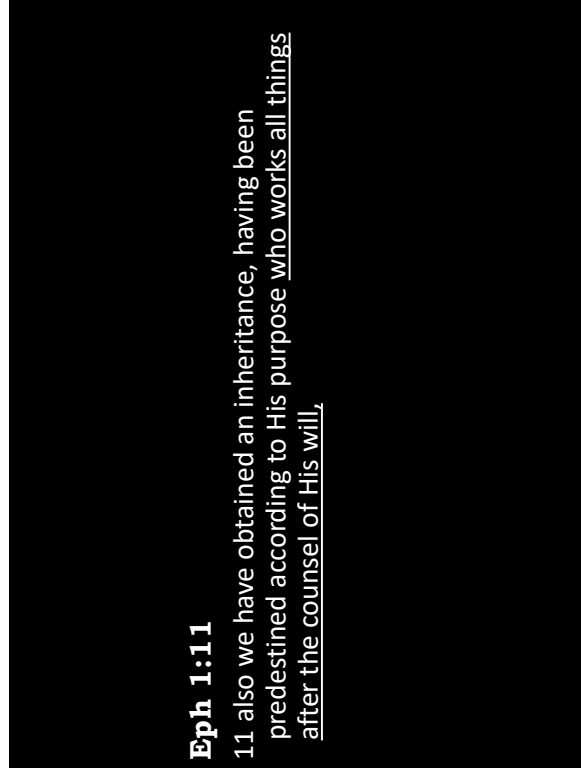 Eph 1:11
11 also we have obtained an inheritance, having been
predestined according to His purpose who works all things
after the counsel of His will,